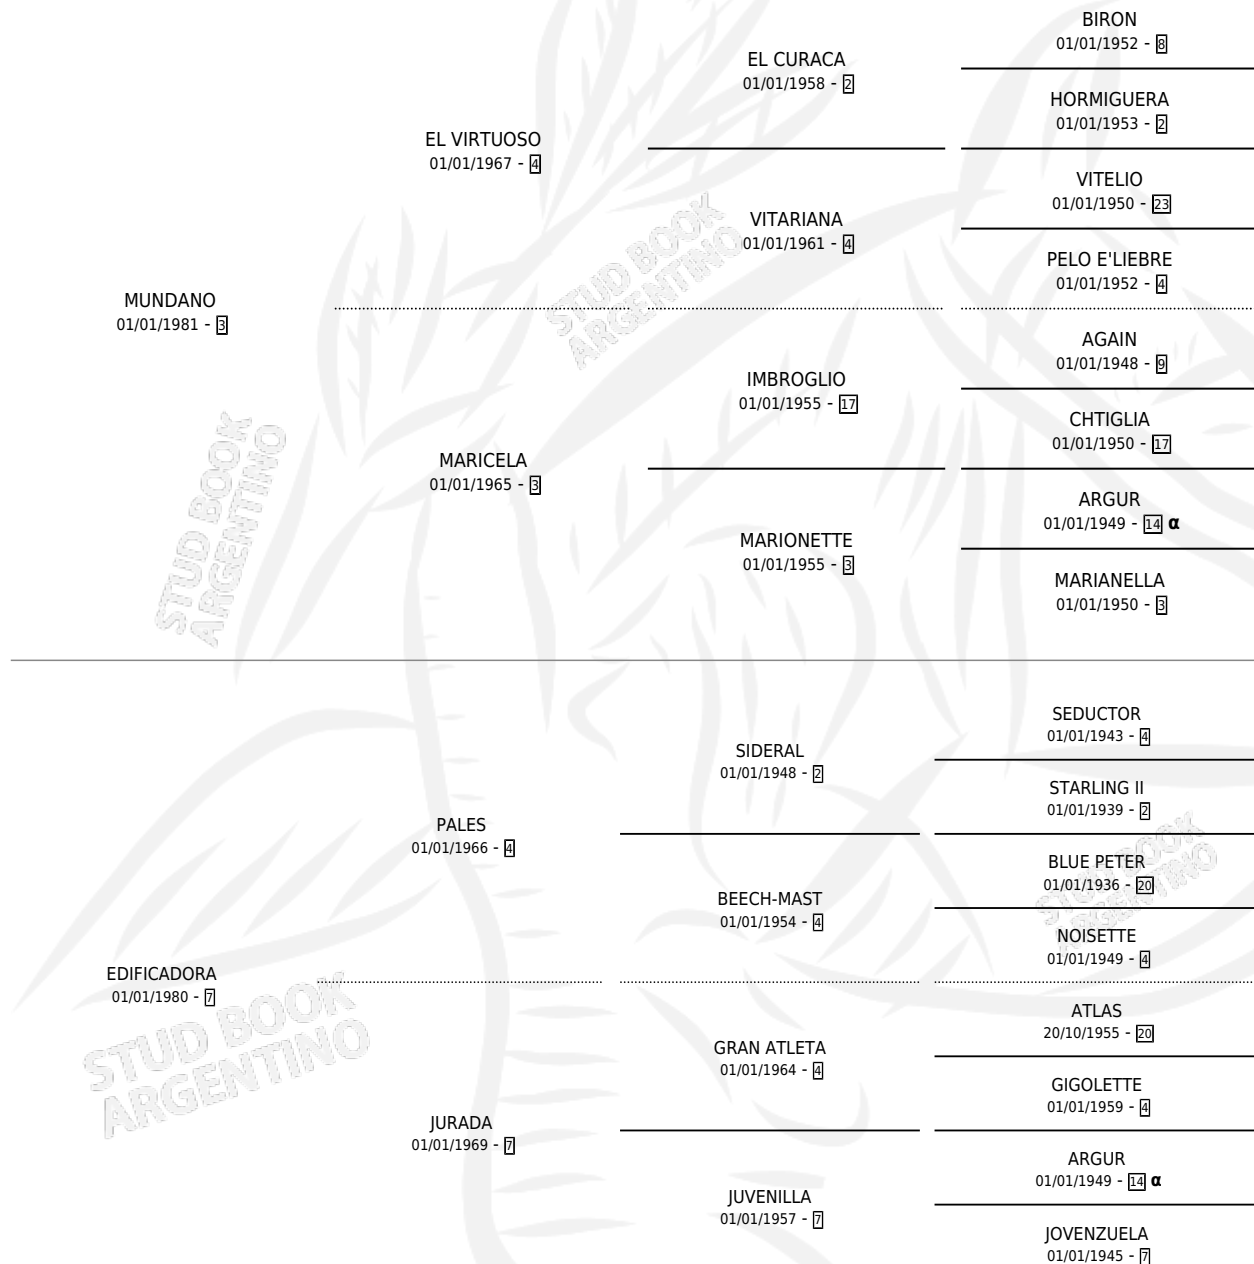 BIRON
01/01/1952 - 8
EL CURACA
01/01/1958 - 2
HORMIGUERA
01/01/1953 - 2
EL VIRTUOSO
01/01/1967 - 4
VITELIO
01/01/1950 - 23
VITARIANA
01/01/1961 - 4
PELO E'LIEBRE
01/01/1952 - 4
MUNDANO
01/01/1981 - 3
AGAIN
01/01/1948 - 9
IMBROGLIO
01/01/1955 - 17
CHTIGLIA
01/01/1950 - 17
MARICELA
01/01/1965 - 3
ARGUR
01/01/1949 - 14 α
MARIONETTE
01/01/1955 - 3
MARIANELLA
01/01/1950 - 3
SEDUCTOR
01/01/1943 - 4
SIDERAL
01/01/1948 - 2
STARLING II
01/01/1939 - 2
PALES
01/01/1966 - 4
BLUE PETER
01/01/1936 - 20
BEECH-MAST
01/01/1954 - 4
NOISETTE
01/01/1949 - 4
EDIFICADORA
01/01/1980 - 7
ATLAS
20/10/1955 - 20
GRAN ATLETA
01/01/1964 - 4
GIGOLETTE
01/01/1959 - 4
JURADA
01/01/1969 - 7
ARGUR
01/01/1949 - 14 α
JUVENILLA
01/01/1957 - 7
JOVENZUELA
01/01/1945 - 7
STUD BOOK
ARGENTINO
STUD BOOK
ARGENTINO
STUD BOOK
ARGENTINO
STUD BOOK
ARGENTINO